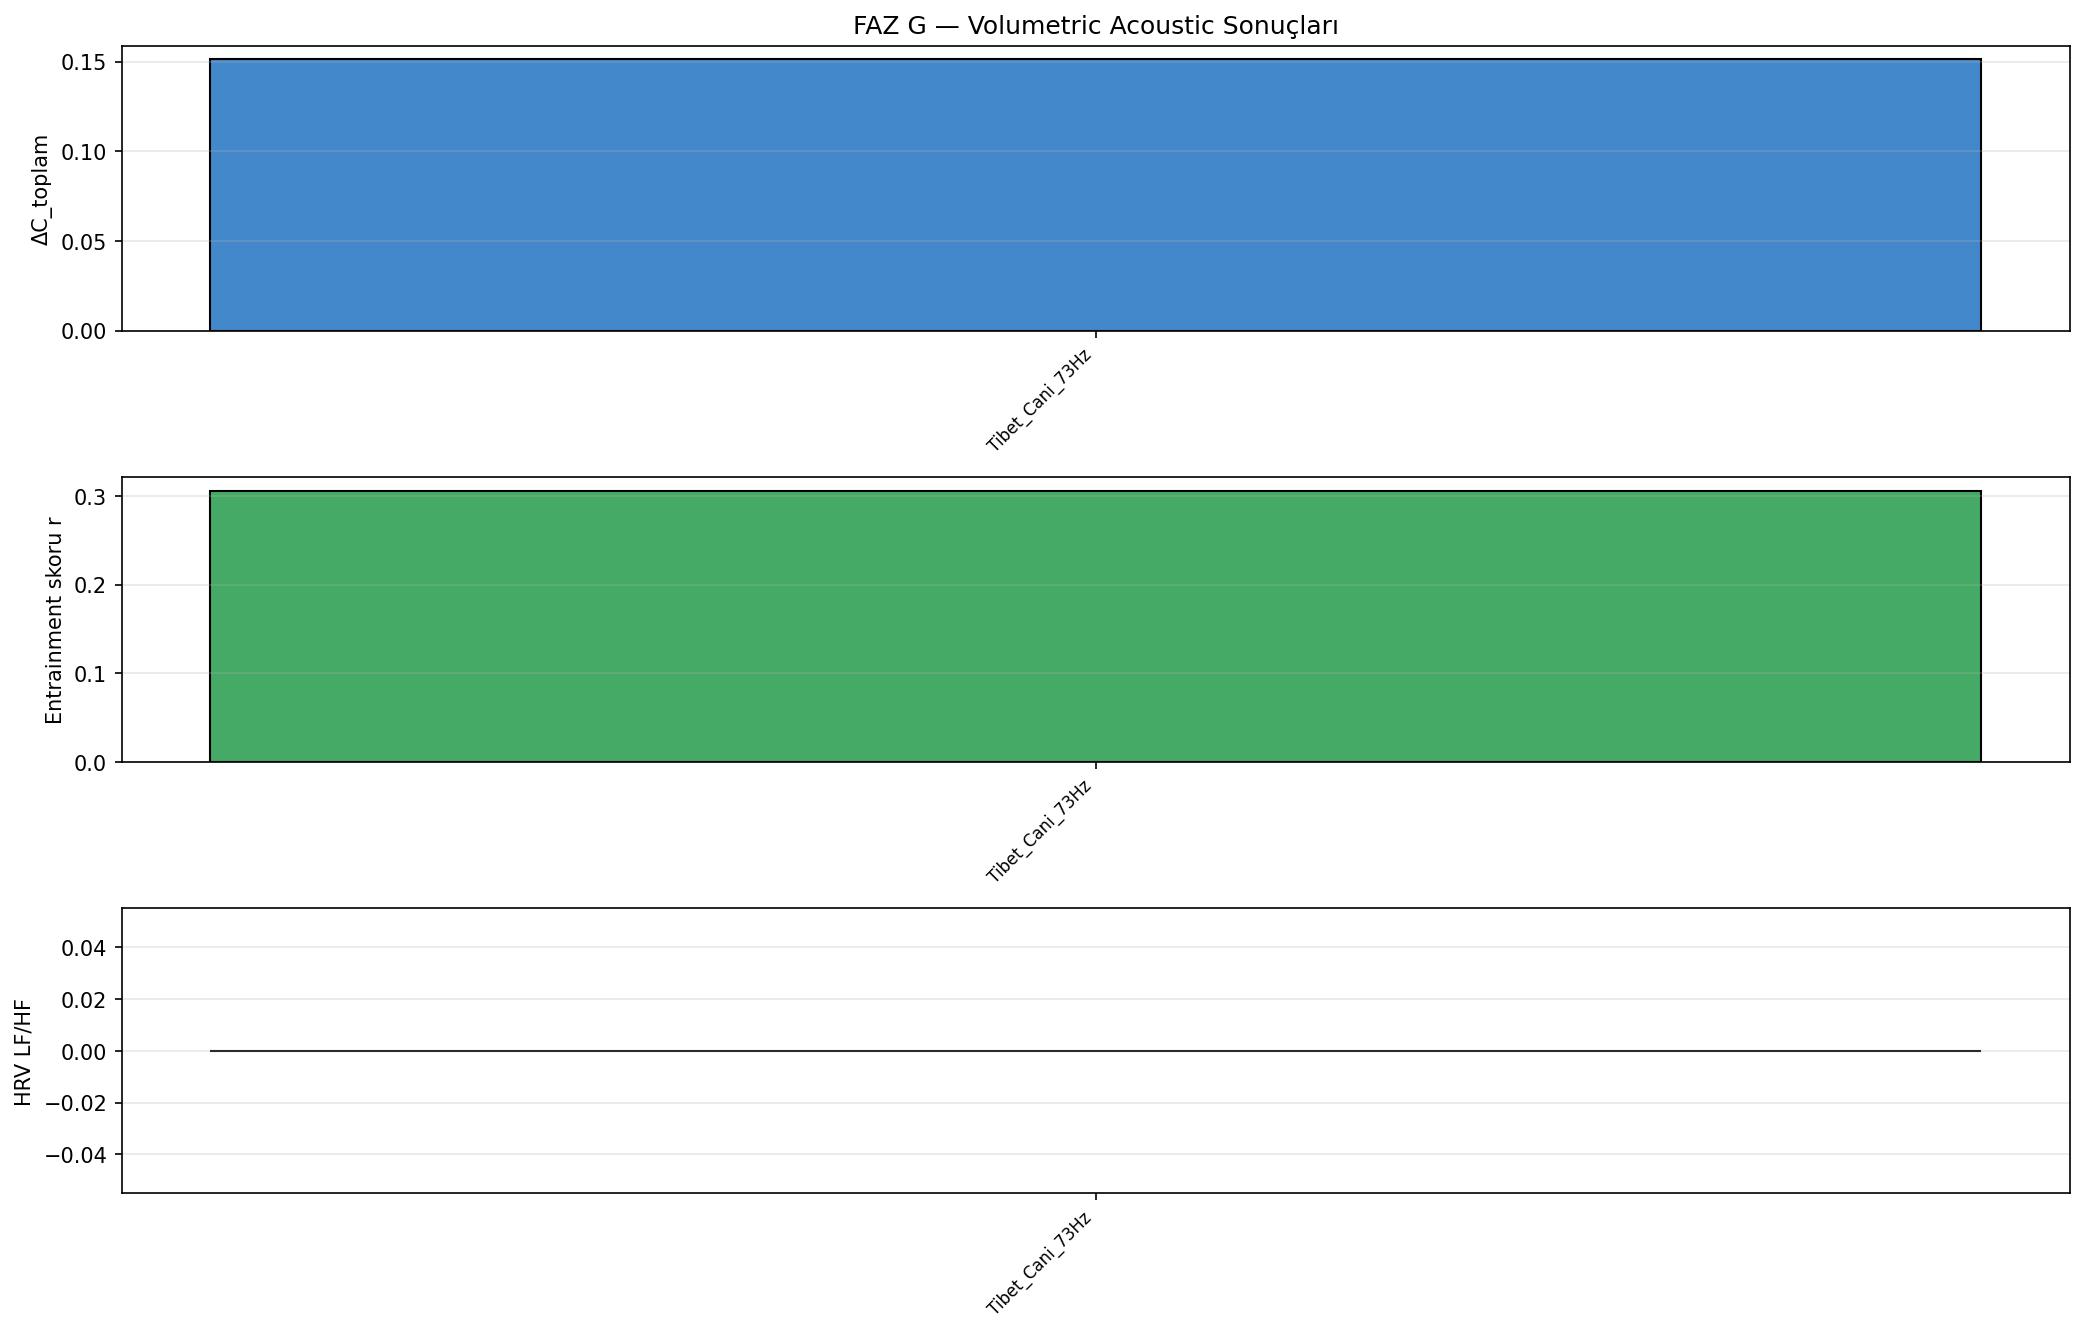 FAZ G — Volumetric Acoustic Sonuçları
ΔC_toplam
0.15
0.10
0.05
0.00
Tibet_Cani_73Hz
Entrainment skoru r
0.3
0.2
0.1
0.0
Tibet_Cani_73Hz
HRV LF/HF
0.04
0.02
0.00
−0.02
−0.04
Tibet_Cani_73Hz